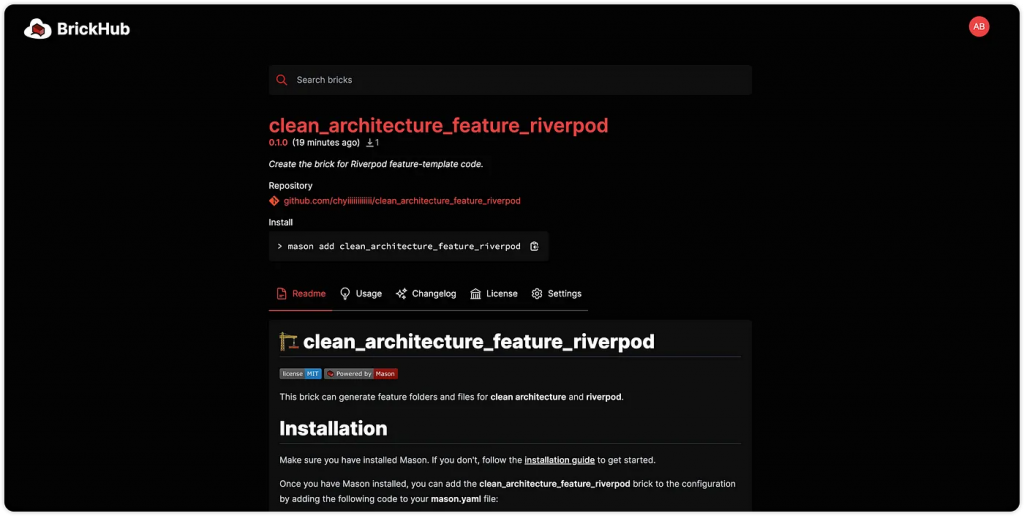 BrickHub
AB
Search bricks
clean_architecture_feature_riverpod
0.1.0 (19 minutes ago) 1
Create the brick for Riverpod feature-template code.
Repository
github.com/chyiiiiiiiiiiii/clean_architecture_feature_riverpod
Install
> mason add clean_architecture_feature_riverpod
Readme Usage Changelog License Settings
clean_architecture_feature_riverpod
license MIT Powered by Mason
This brick can generate feature folders and files for clean architecture and riverpod.
Installation
Make sure you have installed Mason. If you don't, follow the installation guide to get started.
Once you have Mason installed, you can add the clean_architecture_feature_riverpod brick to the configuration
by adding the following code to your mason.yaml file: